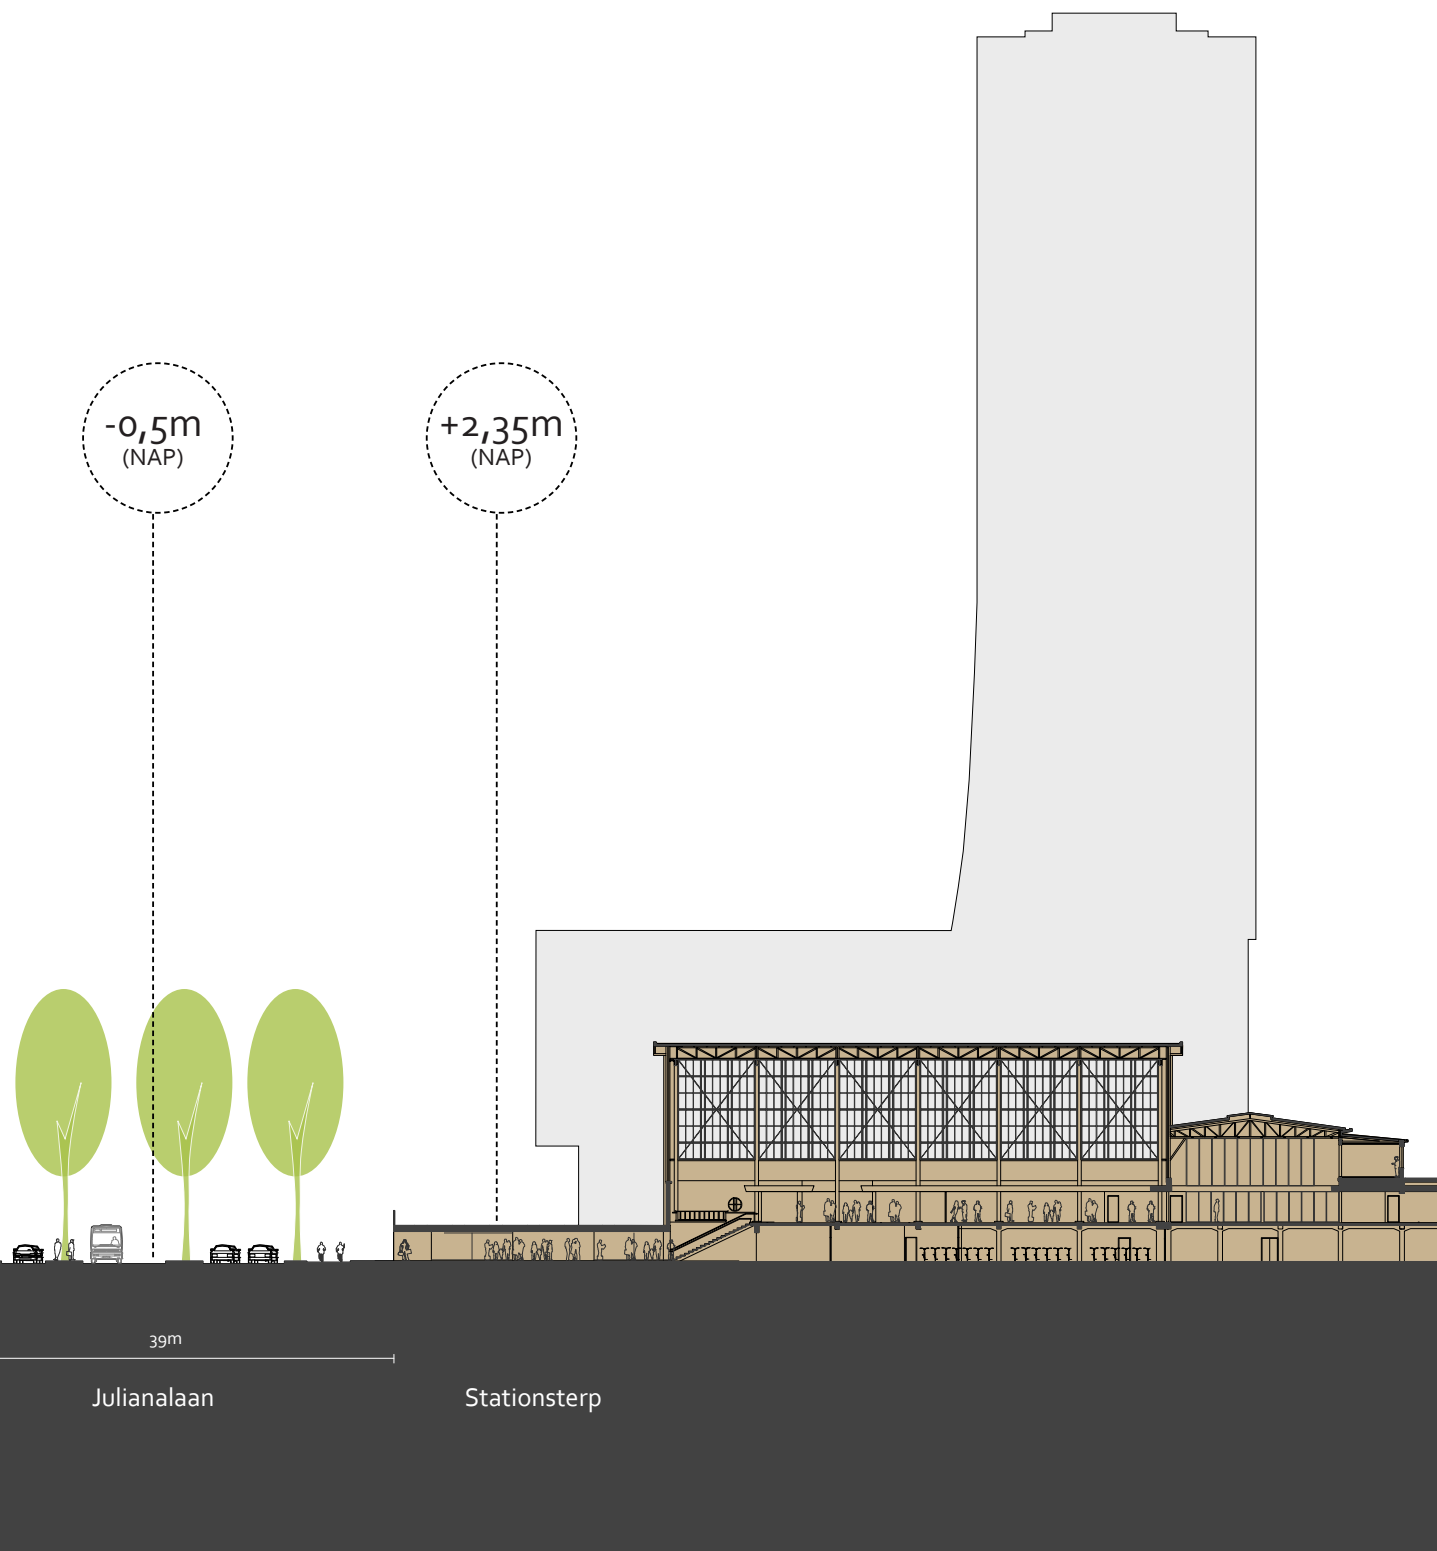 -0,5m
(NAP)
+2,35m
(NAP)
39m
Julianalaan
Stationsterp